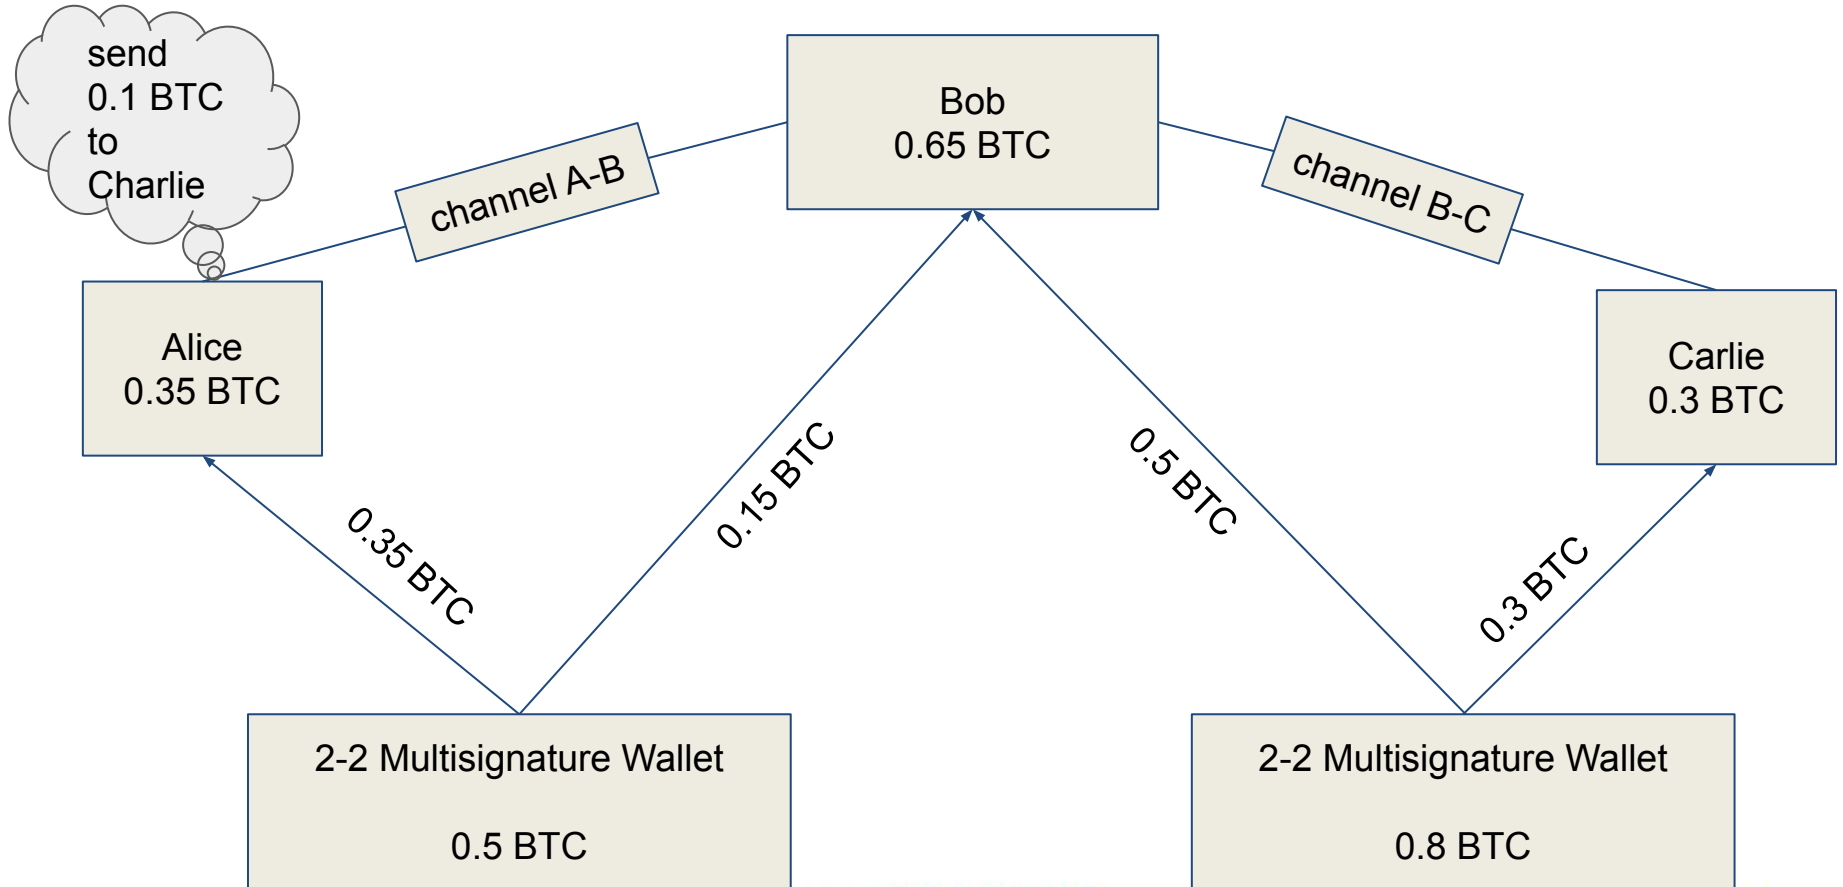 send
0.1 BTC
to
Charlie
Bob
0.65 BTC
channel A-B
channel B-C
Alice
0.35 BTC
Carlie
0.3 BTC
0.35 BTC
0.15 BTC
0.5 BTC
0.3 BTC
2-2 Multisignature Wallet
0.5 BTC
2-2 Multisignature Wallet
0.8 BTC